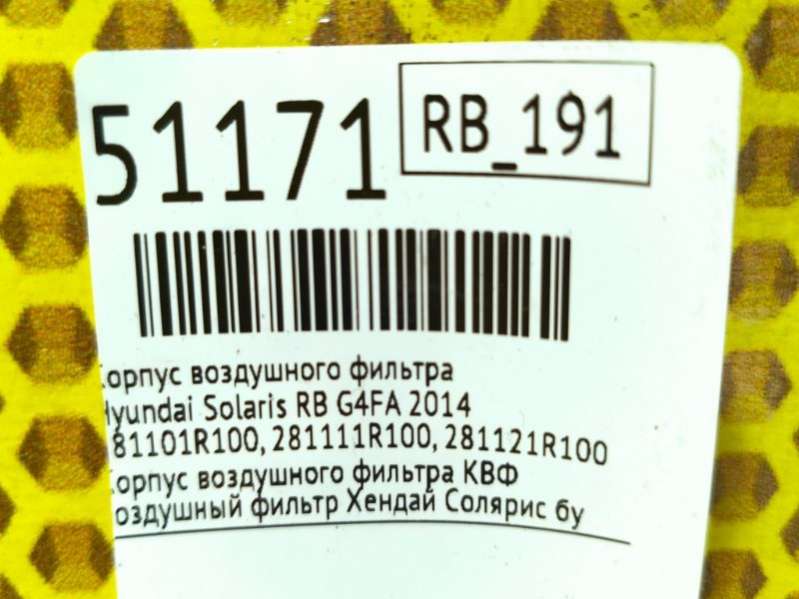 51171
RB_191
орпус воздушного фильтра
yundai Solaris RB G4FA 2014
81101R100, 281111R100, 281121R100
орпус воздушного фильтра КВФ
оздушный фильтр Хендай Солярис бу